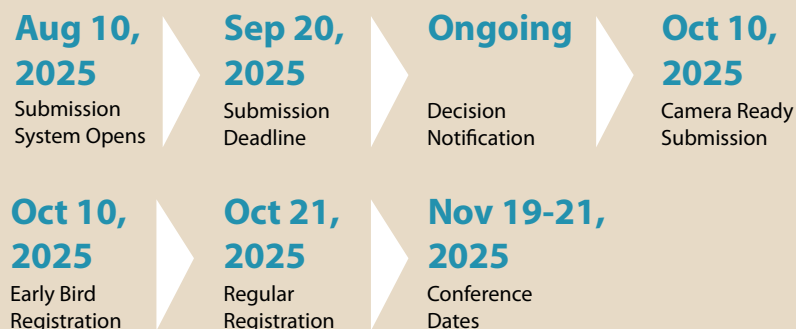 Aug 10,
2025
Submission
System Opens
Sep 20,
2025
Submission
Deadline
Ongoing
Decision
Notification
Oct 10,
2025
Camera Ready
Submission
Oct 10,
2025
Early Bird
Registration
Oct 21,
2025
Regular
Registration
Nov 19-21,
2025
Conference
Dates